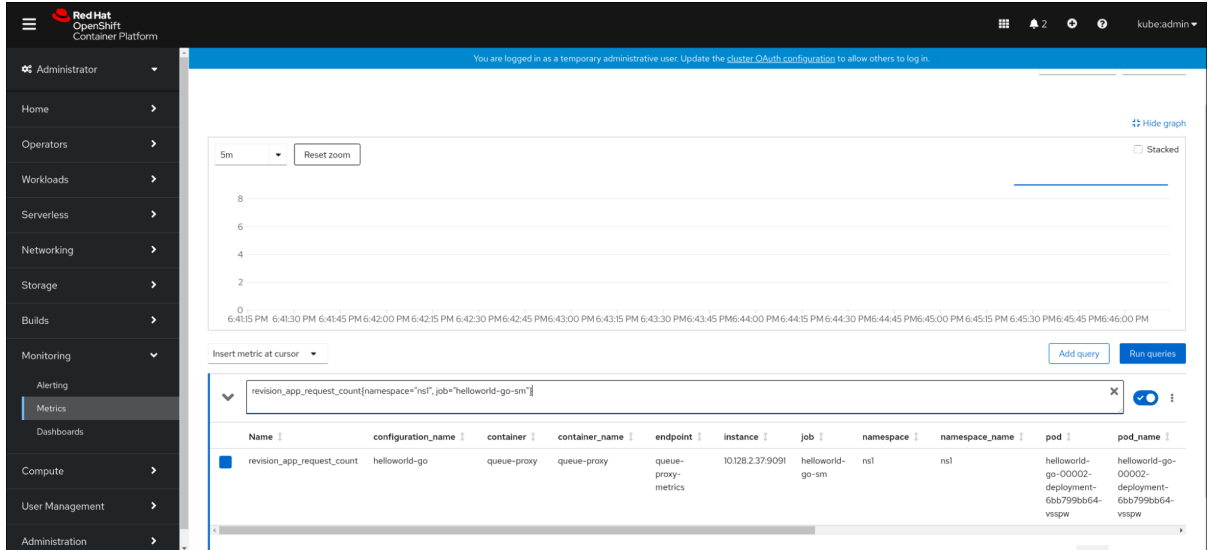 Red Hat
OpenShift
Container Platform
2
kube:admin
Administrator
You are logged in as a temporary administrative user. Update the cluster OAuth configuration to allow others to log in.
Home
Operators
Workloads
Serverless
Networking
Storage
Builds
Monitoring
Alerting
Metrics
Dashboards
Compute
User Management
Administration
Hide graph
5m
Reset zoom
Stacked
8
6
4
2
0
6:41:15 PM 6:41:30 PM 6:41:45 PM 6:42:00 PM 6:42:15 PM 6:42:30 PM 6:42:45 PM 6:43:00 PM 6:43:15 PM 6:43:30 PM 6:43:45 PM 6:44:00 PM 6:44:15 PM 6:44:30 PM 6:44:45 PM 6:45:00 PM 6:45:15 PM 6:45:30 PM 6:45:45 PM 6:46:00 PM
Insert metric at cursor
Add query
Run queries
revision_app_request_count{namespace="ns1", job="helloworld-go-sm"}
Name configuration_name container container_name endpoint instance job namespace namespace_name pod pod_name
revision_app_request_count helloworld-go queue-proxy queue-proxy queue- 10.128.2.37:9091 helloworld- ns1 ns1 helloworld- helloworld-go-
proxy- go-sm go-00002- 00002-
metrics deployment- deployment-
6bb799bb64- 6bb799bb64-
vsspw vsspw